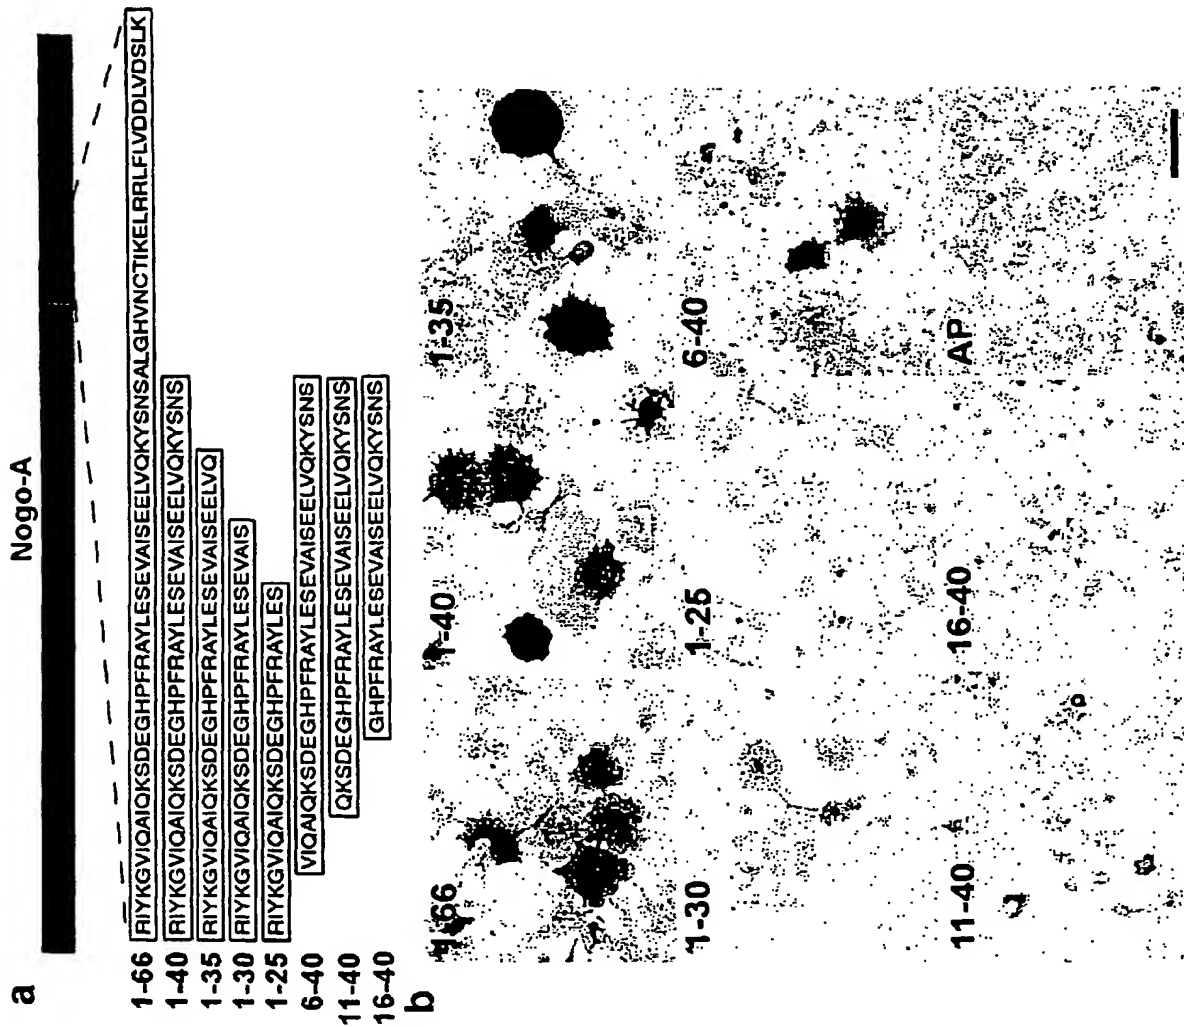 a
Nogo-A
1-66 RIYKGVIQAIQKSDEGHPFRAYLESEVAISEELVQKYSNSALGHVNCTIKELRRLFLVDDLVDSLK
1-40 RIYKGVIQAIQKSDEGHPFRAYLESEVAISEELVQKYSNS
1-35 RIYKGVIQAIQKSDEGHPFRAYLESEVAISEELVQ
1-30 RIYKGVIQAIQKSDEGHPFRAYLESEVAIS
1-25 RIYKGVIQAIQKSDEGHPFRAYLES
6-40 VIQAIQKSDEGHPFRAYLESEVAISEELVQKYSNS
11-40 QKSDEGHPFRAYLESEVAISEELVQKYSNS
16-40 GHPFRAYLESEVAISEELVQKYSNS
b
1-66 1-40 1-35
1-30 1-25 6-40
11-40 16-40 AP